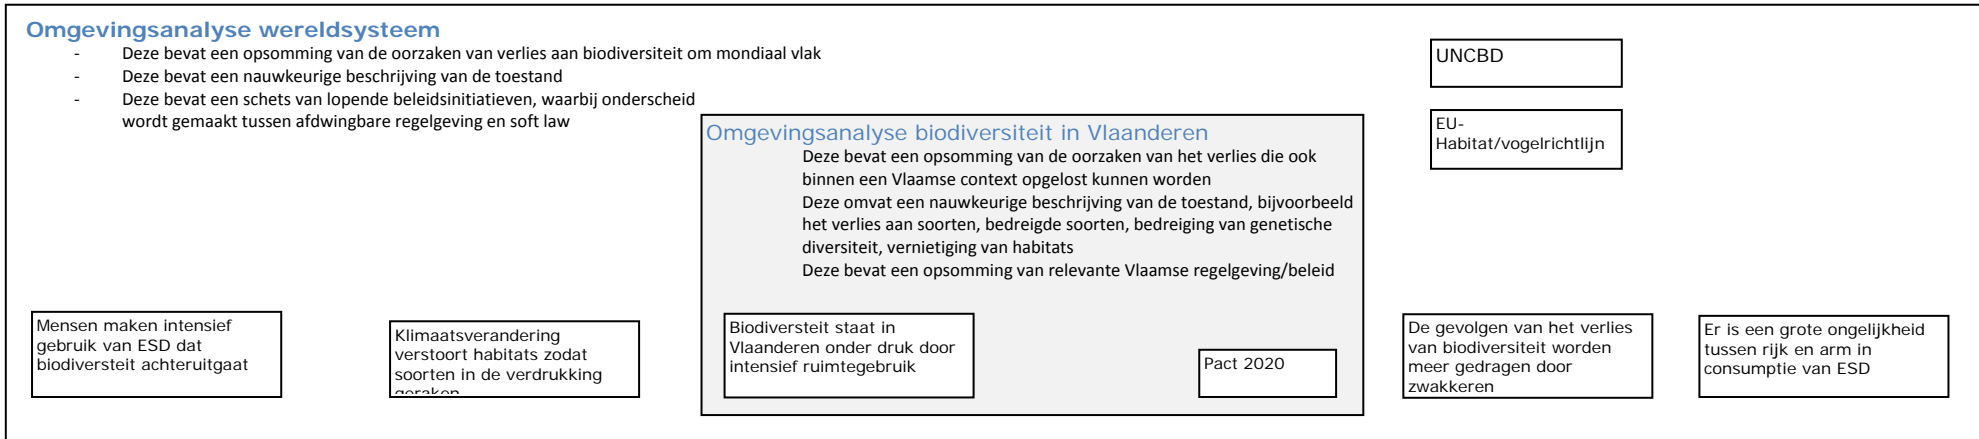 Omgevingsanalyse wereldsysteem
- Deze bevat een opsomming van de oorzaken van verlies aan biodiversiteit om mondiaal vlak
- Deze bevat een nauwkeurige beschrijving van de toestand
- Deze bevat een schets van lopende beleidsinitiatieven, waarbij onderscheid
wordt gemaakt tussen afdwingbare regelgeving en soft law
UNCBD
EU-
Habitat/vogelrichtlijn
Omgevingsanalyse biodiversiteit in Vlaanderen
Deze bevat een opsomming van de oorzaken van het verlies die ook
binnen een Vlaamse context opgelost kunnen worden
Deze omvat een nauwkeurige beschrijving van de toestand, bijvoorbeeld
het verlies aan soorten, bedreigde soorten, bedreiging van genetische
diversiteit, vernietiging van habitats
Deze bevat een opsomming van relevante Vlaamse regelgeving/beleid
Mensen maken intensief
gebruik van ESD dat
biodiversteit achteruitgaat
Klimaatsverandering
verstoort habitats zodat
soorten in de verdrukking
geraken
Biodiversteit staat in
Vlaanderen onder druk door
intensief ruimtegebruik
Pact 2020
De gevolgen van het verlies
van biodiversiteit worden
meer gedragen door
zwakkeren
Er is een grote ongelijkheid
tussen rijk en arm in
consumptie van ESD